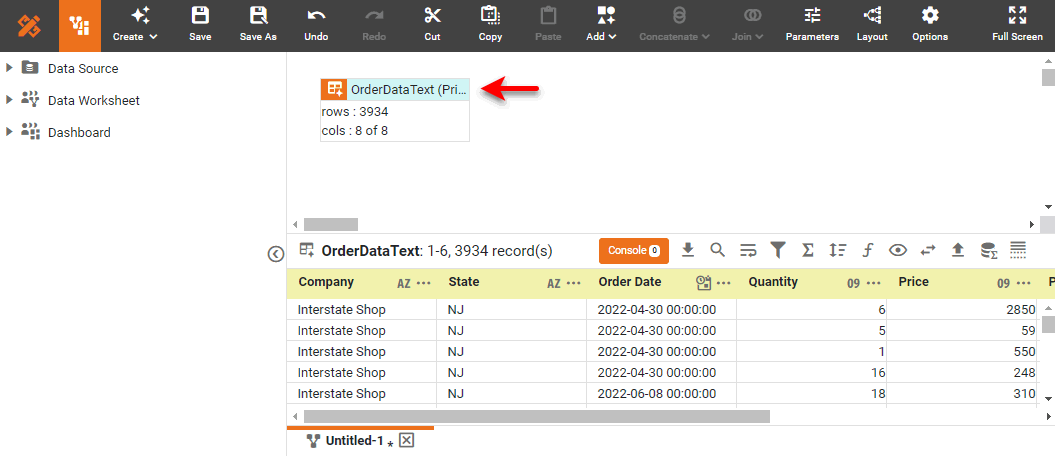 Create Save Save As Undo Redo Cut Copy Paste Add Concatenate Join Parameters Layout Options Full Screen
Data Source
Data Worksheet
Dashboard
OrderDataText (Pri...
rows : 3934
cols : 8 of 8
OrderDataText: 1-6, 3934 record(s) Console 0
Company AZ ••• State AZ ••• Order Date ••• Quantity 09 ••• Price 09 ••• P
Interstate Shop NJ 2022-04-30 00:00:00 6 2850
Interstate Shop NJ 2022-04-30 00:00:00 5 59
Interstate Shop NJ 2022-04-30 00:00:00 1 550
Interstate Shop NJ 2022-04-30 00:00:00 16 248
Interstate Shop NJ 2022-06-08 00:00:00 18 310
Untitled-1 *